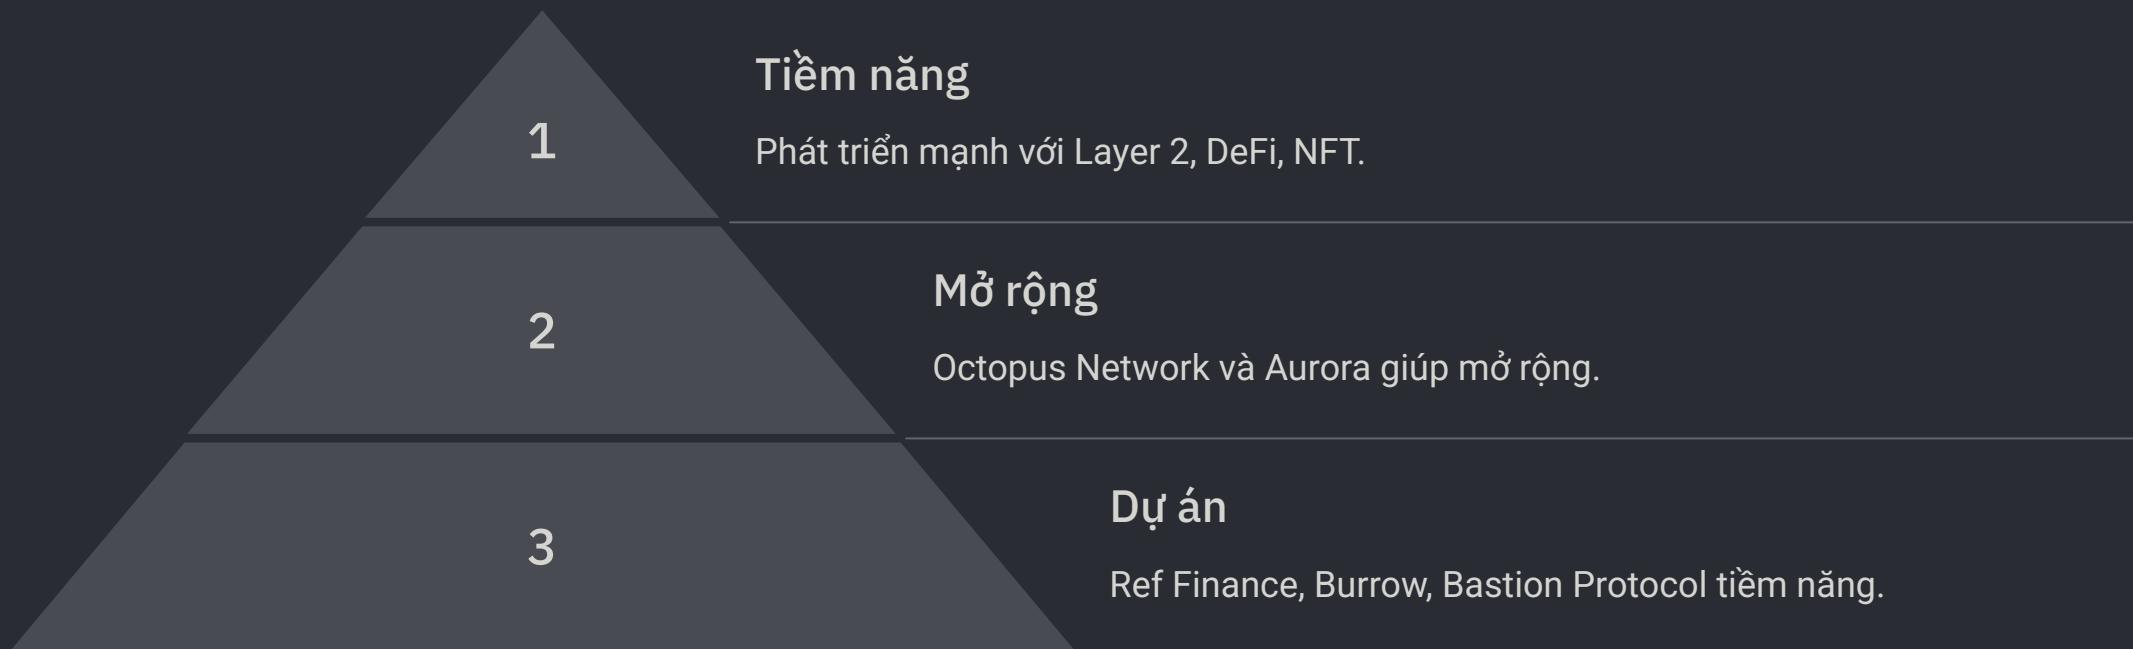 1
Tiềm năng
Phát triển mạnh với Layer 2, DeFi, NFT.
2
Mở rộng
Octopus Network và Aurora giúp mở rộng.
3
Dự án
Ref Finance, Burrow, Bastion Protocol tiềm năng.